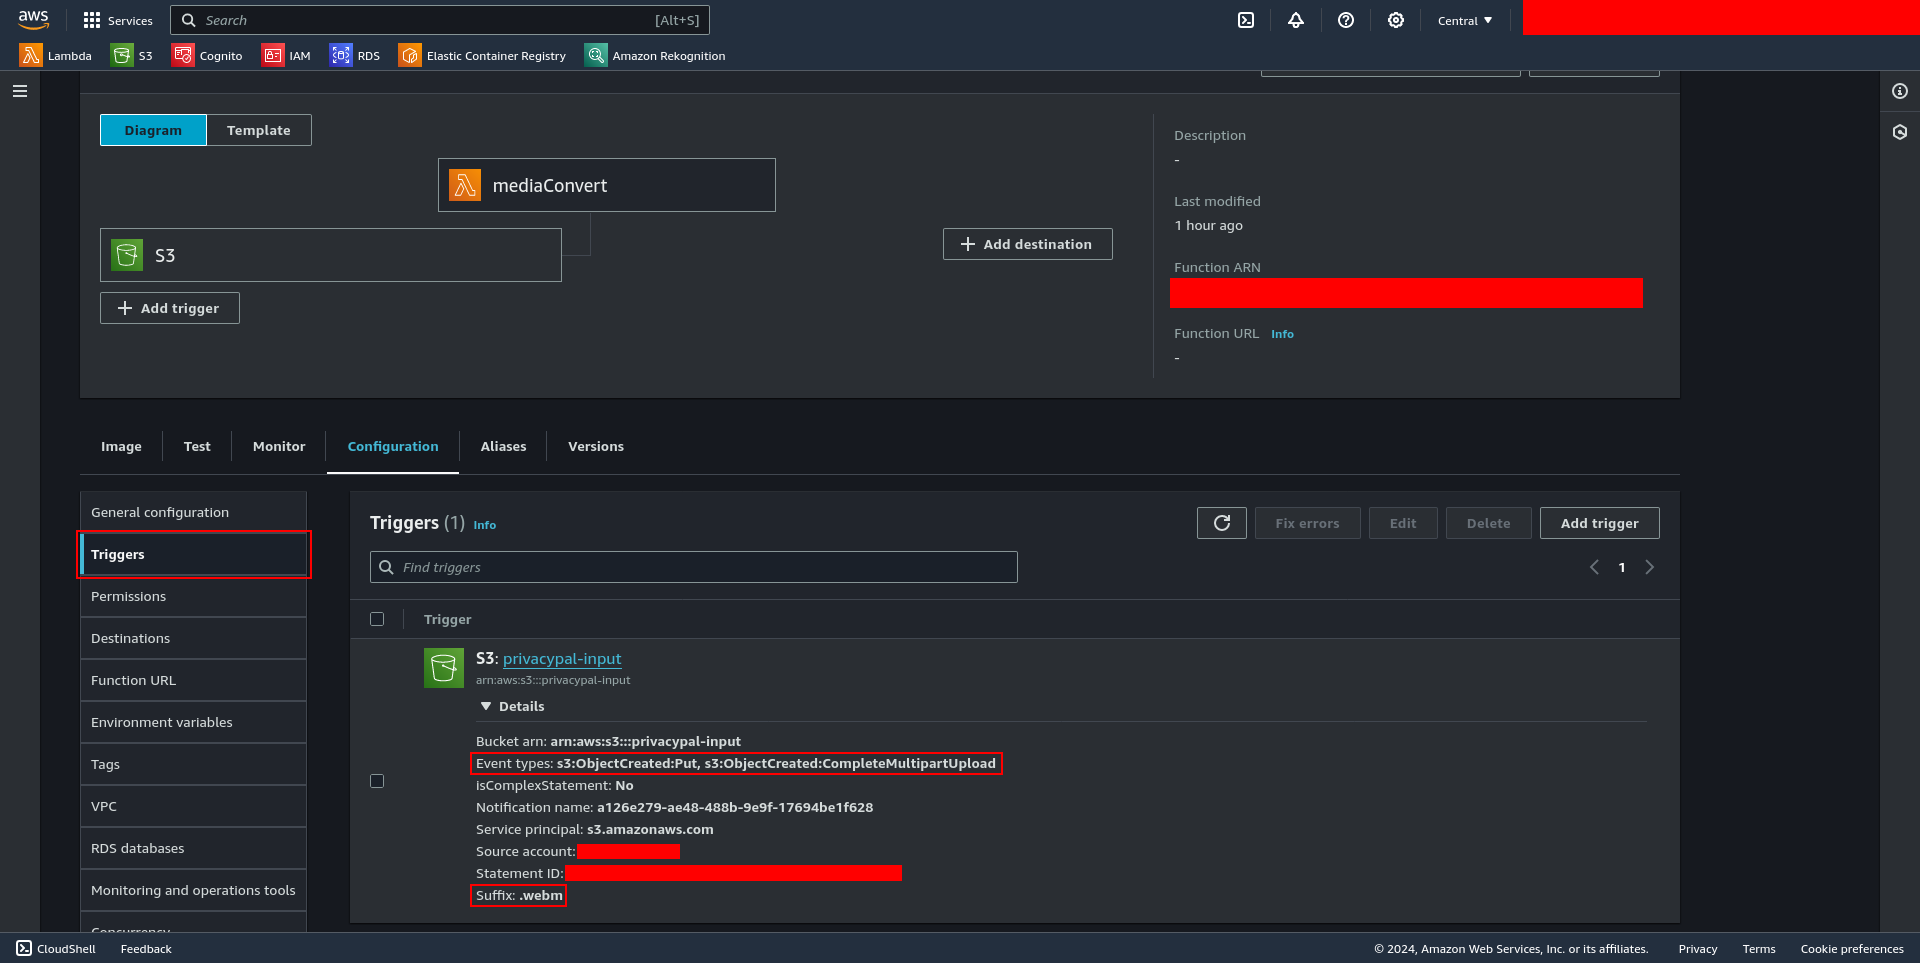 aws
Services
Search
[Alt+S]
Central
Lambda
S3
Cognito
IAM
RDS
Elastic Container Registry
Amazon Rekognition
Diagram
Template
mediaConvert
S3
+ Add trigger
+ Add destination
Description
-
Last modified
1 hour ago
Function ARN
Function URL Info
-
Image
Test
Monitor
Configuration
Aliases
Versions
General configuration
Triggers
Permissions
Destinations
Function URL
Environment variables
Tags
VPC
RDS databases
Monitoring and operations tools
Concurrency
Triggers (1) Info
Fix errors
Edit
Delete
Add trigger
Find triggers
1
Trigger
S3: privacypal-input
arn:aws:s3:::privacypal-input
Details
Bucket arn: arn:aws:s3:::privacypal-input
Event types: s3:ObjectCreated:Put, s3:ObjectCreated:CompleteMultipartUpload
isComplexStatement: No
Notification name: a126e279-ae48-488b-9e9f-17694be1f628
Service principal: s3.amazonaws.com
Source account:
Statement ID:
Suffix: .webm
CloudShell
Feedback
© 2024, Amazon Web Services, Inc. or its affiliates.
Privacy
Terms
Cookie preferences